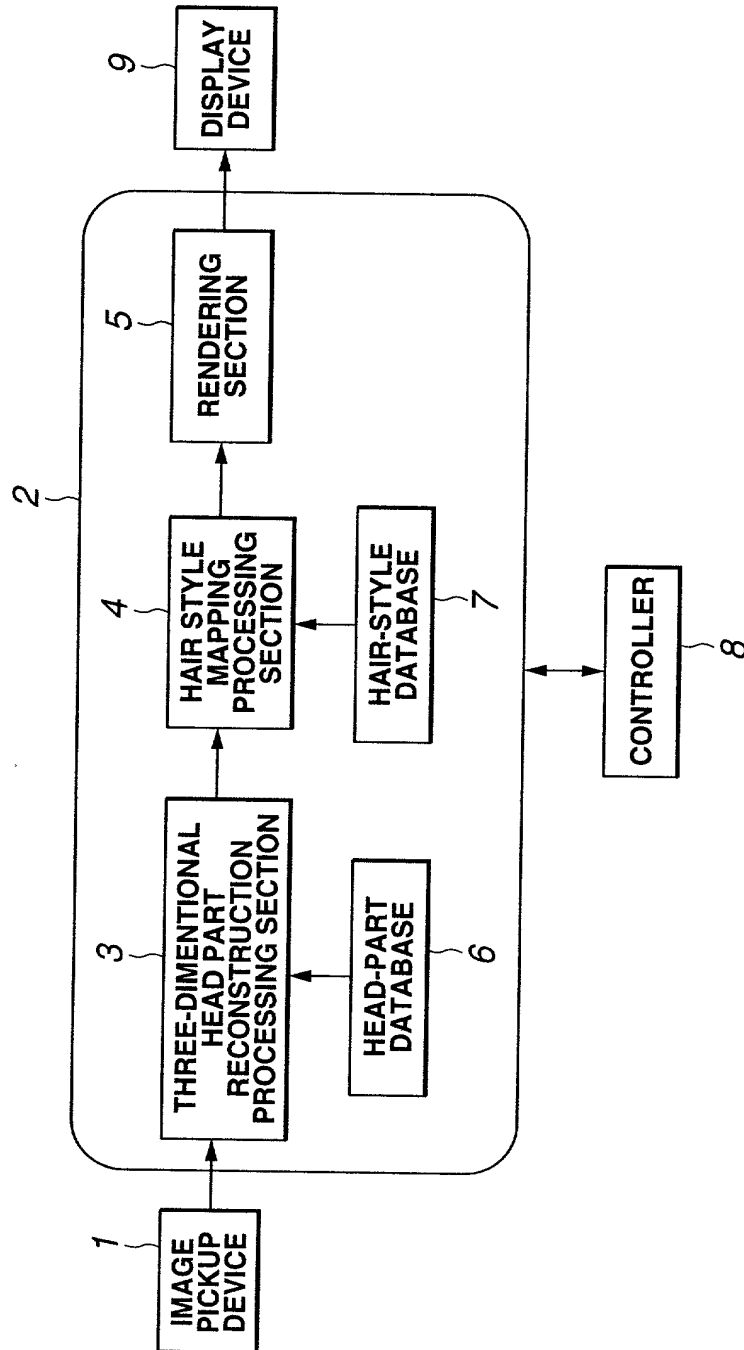 2
1
IMAGE
PICKUP
DEVICE
3
THREE-DIMENTIONAL
HEAD PART
RECONSTRUCTION
PROCESSING SECTION
4
HAIR STYLE
MAPPING
PROCESSING
SECTION
5
RENDERING
SECTION
9
DISPLAY
DEVICE
HEAD-PART
DATABASE
6
HAIR-STYLE
DATABASE
7
CONTROLLER
8